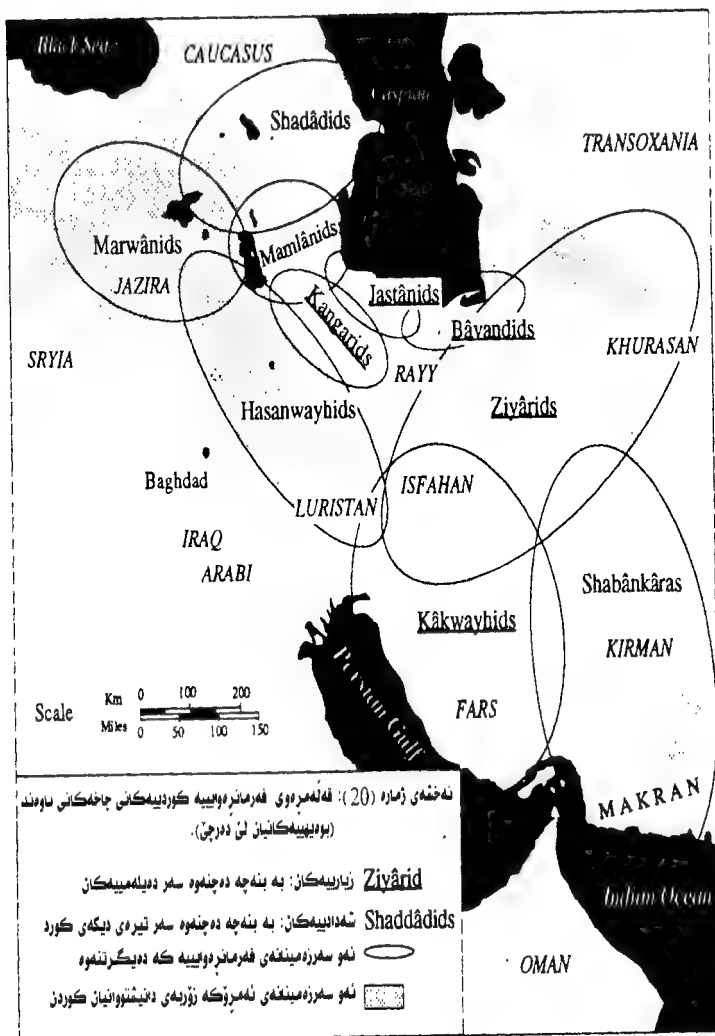 Black Sea
CAUCASUS
Caspian
Shadâdids
TRANSOXANIA
Marwânids
Mamlânids
JAZIRA
Jastânids
Kangarids
Bâvandids
SRYIA
RAYY
KHURASAN
Hasanwayhids
Ziyârids
Baghdad
LURISTAN
ISFAHAN
IRAQ
ARABI
Shabânkâras
Kâkwayhids
KIRMAN
Persian Gulf
FARS
Scale
Km 0 100 200
Miles 0 50 100 150
MAKRAN
Indian Ocean
OMAN
نەخشەی ژمارە (20): قەڵەمڕەوی فەرمانڕەواییە کوردییەکانی چاخەکانی ناوەند
(بوەیهییەکانیان لێ دەرچێ).
زیارییەکان: بە بنەچە دەچنەوە سەر دەیلەمییەکان Ziyârid
شەدادییەکان: بە بنەچە دەچنەوە سەر تیرەی دیکەی کورد Shaddâdids
ئەو سەرزەمینانەی فەرمانڕەواییە کە دەیگرتنەوە
ئەو سەرزەمینانەی ئەمڕۆکە زۆربەی دانیشتووانیان کوردن